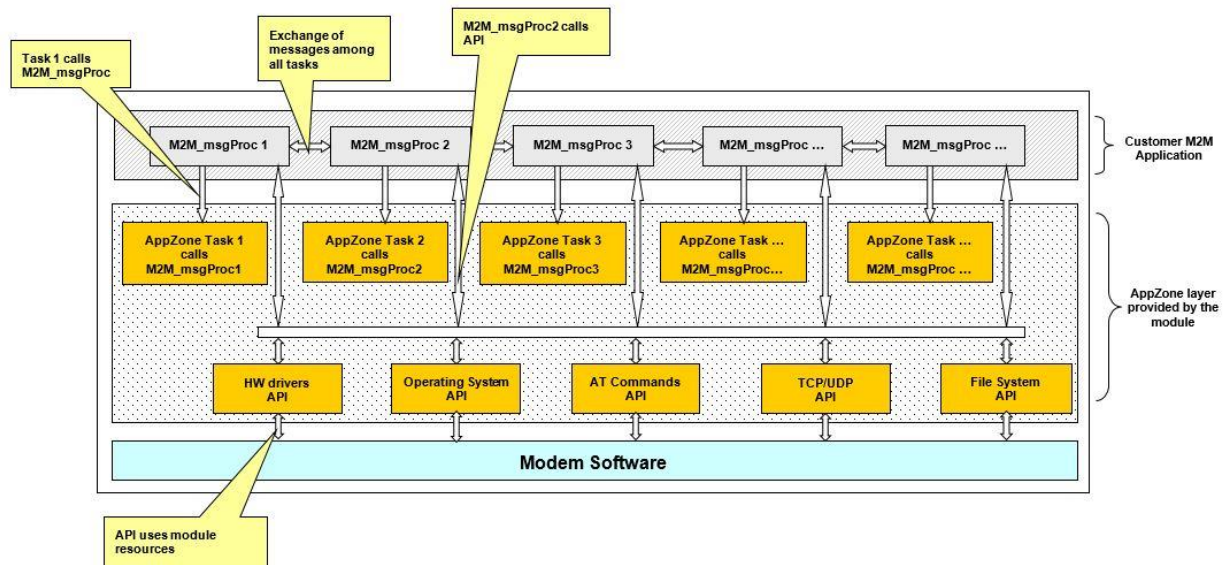 M2M_msgProc2 calls
API
Exchange of
messages among
all tasks
Task 1 calls
M2M_msgProc
M2M_msgProc 1
M2M_msgProc 2
M2M_msgProc 3
M2M_msgProc ...
M2M_msgProc ...
Customer M2M
Application
AppZone Task 1
calls
M2M_msgProc1
AppZone Task 2
calls
M2M_msgProc2
AppZone Task 3
calls
M2M_msgProc3
AppZone Task ...
calls
M2M_msgProc...
AppZone Task ...
calls
M2M_msgProc ...
AppZone layer
provided by the
module
HW drivers
API
Operating System
API
AT Commands
API
TCP/UDP
API
File System
API
Modem Software
API uses module
resources